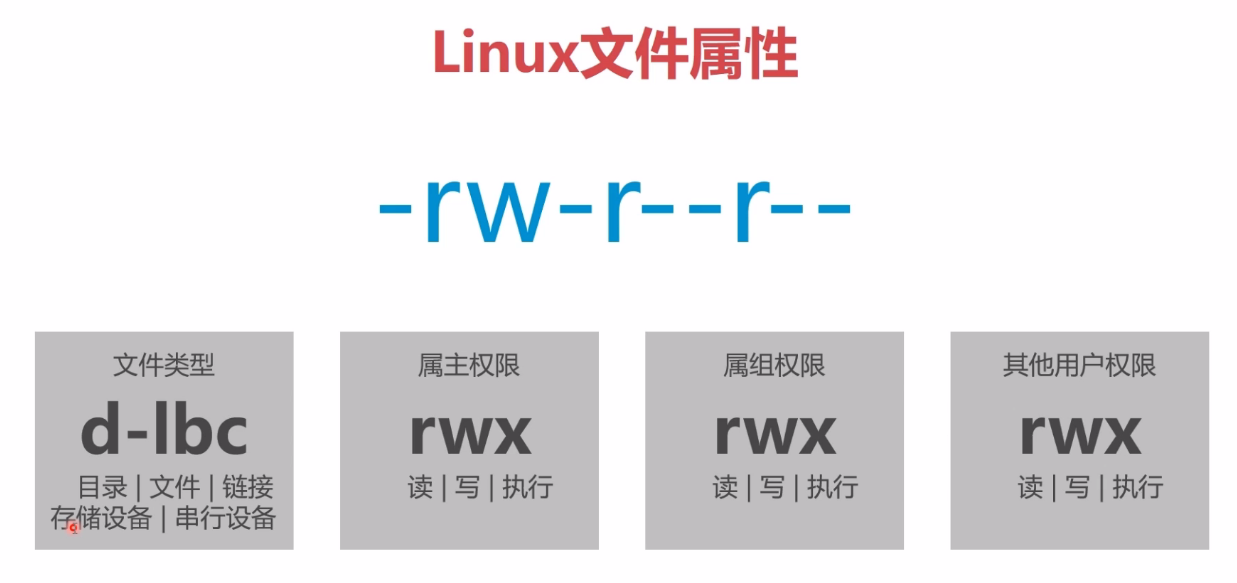 Linux文件属性
-rw-r--r--
文件类型
d-lbc
目录 | 文件 | 链接
存储设备 | 串行设备
属主权限
rwx
读 | 写 | 执行
属组权限
rwx
读 | 写 | 执行
其他用户权限
rwx
读 | 写 | 执行